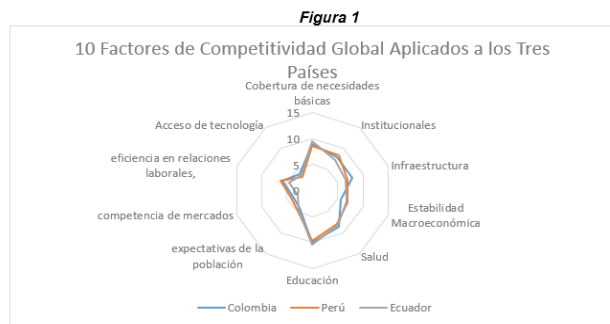 Figura 1
10 Factores de Competitividad Global Aplicados a los Tres
Países
Cobertura de necesidades
básicas
15
10
5
0
Institucionales
Infraestructura
Estabilidad
Macroeconómica
Salud
Educación
expectativas de la
población
competencia de mercados
eficiencia en relaciones
laborales,
Acceso de tecnología
Colombia Perú Ecuador